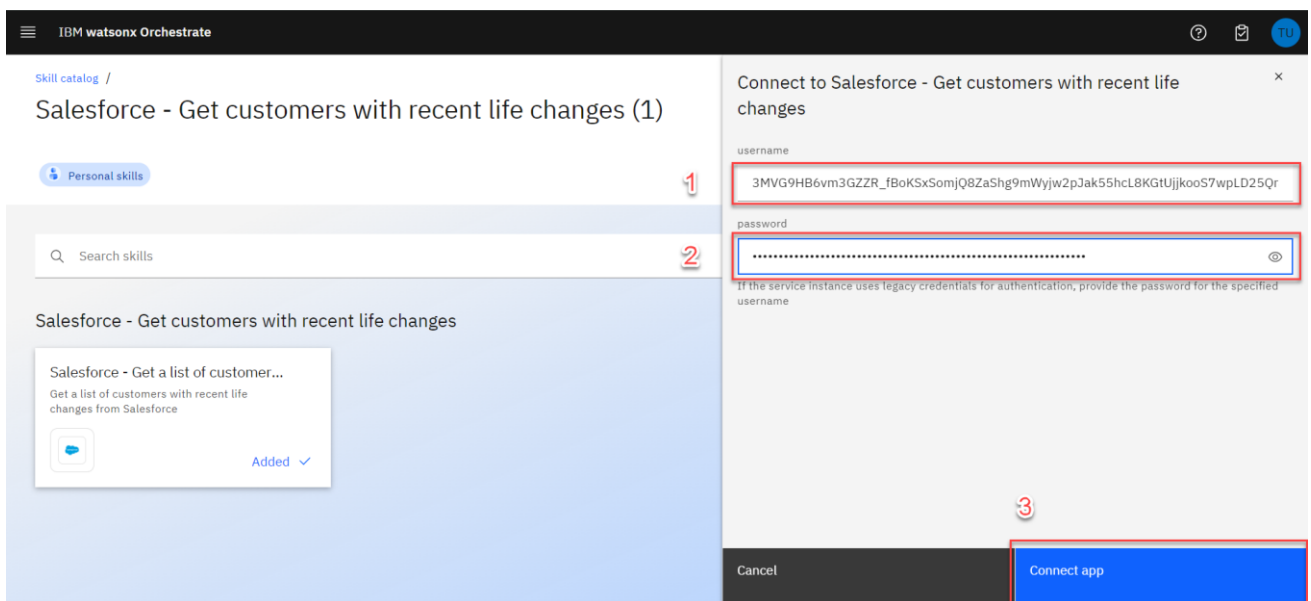 IBM watsonx Orchestrate
TU
Skill catalog /
Salesforce - Get customers with recent life changes (1)
Personal skills
Search skills
Salesforce - Get customers with recent life changes
Salesforce - Get a list of customer...
Get a list of customers with recent life
changes from Salesforce
Added
Connect to Salesforce - Get customers with recent life
changes
username
1
3MVG9HB6vm3GZZR_fBoKSxSomjQ8ZaShg9mWyjw2pJak55hcL8KGtUjjkooS7wpLD25Qr
password
2
••••••••••••••••••••••••••••••••••••••••••••••••••••••••••••••••
If the service instance uses legacy credentials for authentication, provide the password for the specified
username
3
Cancel
Connect app